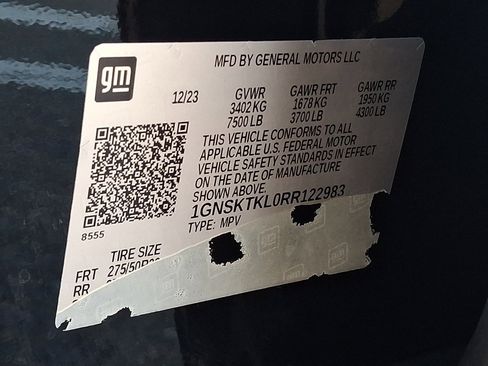 gm
MFD BY GENERAL MOTORS LLC
12/23
GVWR GAWR FRT GAWR RR
3402 KG 1678 KG 1950 KG
7500 LB 3700 LB 4300 LB
THIS VEHICLE CONFORMS TO ALL
APPLICABLE U.S. FEDERAL MOTOR
VEHICLE SAFETY STANDARDS IN EFFECT
ON THE DATE OF MANUFACTURE
SHOWN ABOVE.
1GNSKTKL0RR122983
TYPE: MPV
8555
TIRE SIZE
FRT
RR